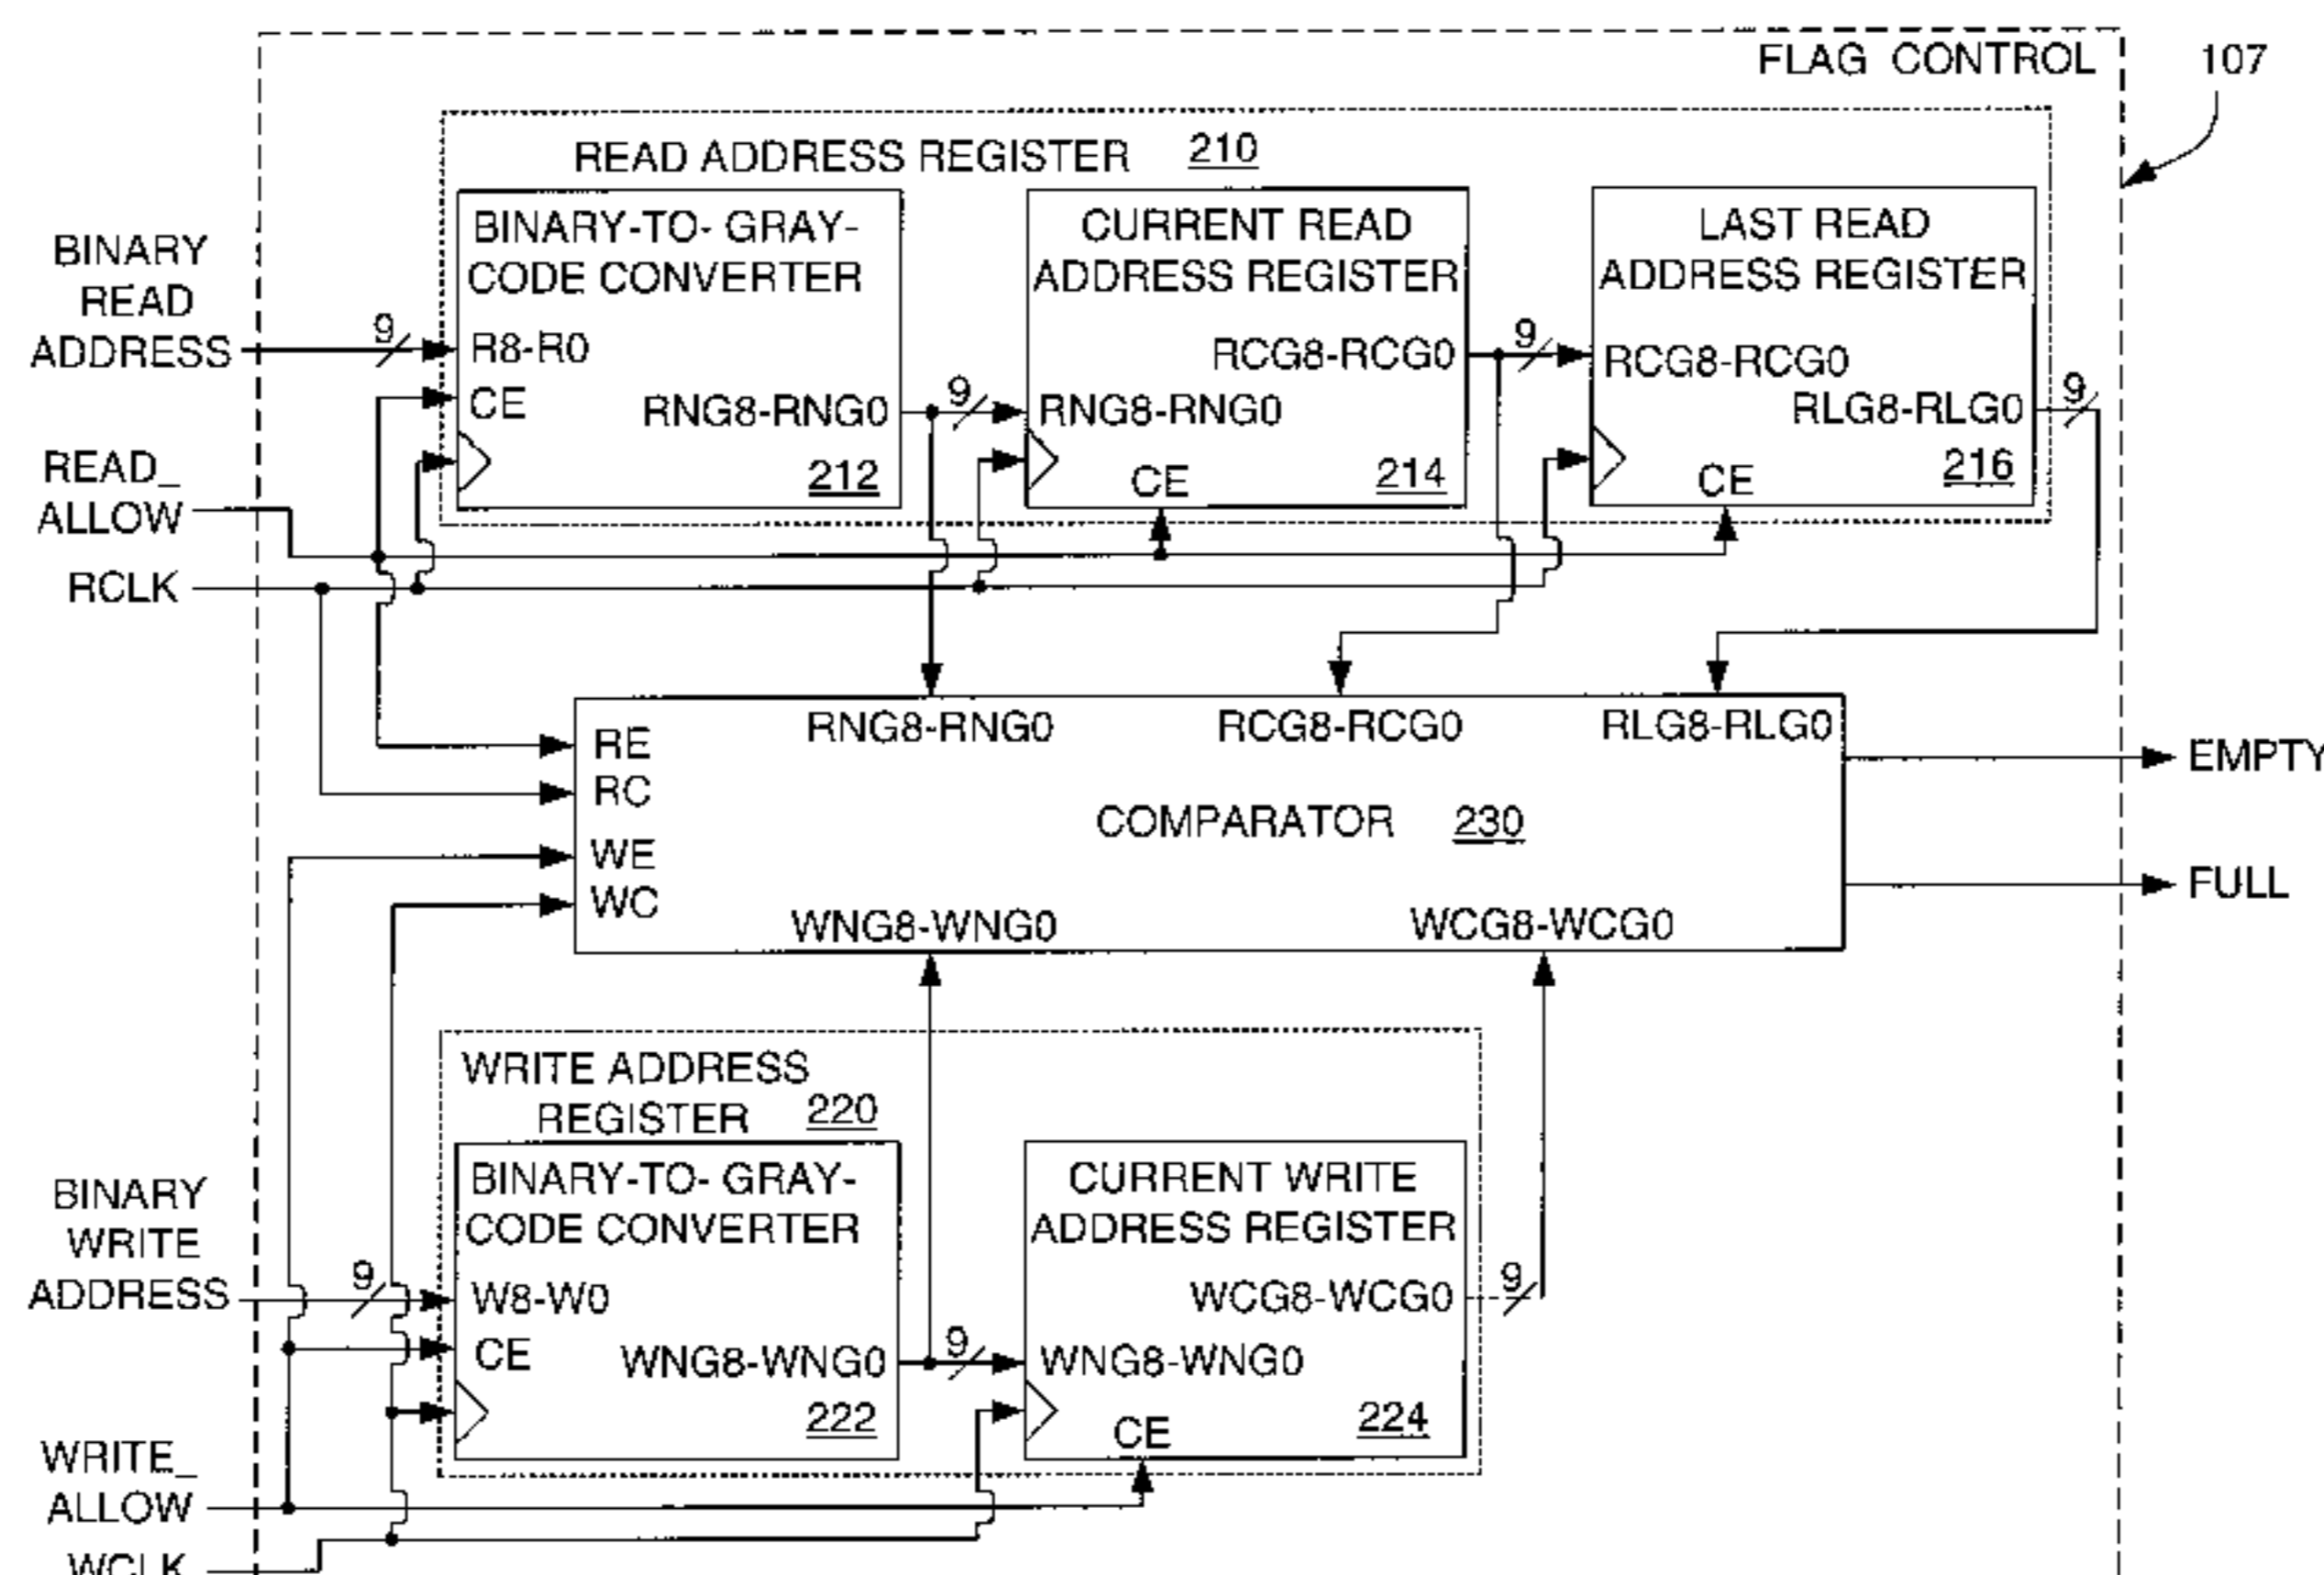 FLAG CONTROL
107
READ ADDRESS REGISTER 210
BINARY-TO- GRAY-
CODE CONVERTER
R8-R0
CE
RNG8-RNG0
212
CURRENT READ
ADDRESS REGISTER
RCG8-RCG0
RNG8-RNG0
CE
214
LAST READ
ADDRESS REGISTER
RCG8-RCG0
RLG8-RLG0
CE
216
BINARY
READ
ADDRESS
9
9
9
9
READ_
ALLOW
RCLK
RNG8-RNG0
RCG8-RCG0
RLG8-RLG0
RE
RC
WE
WC
COMPARATOR 230
WNG8-WNG0
WCG8-WCG0
EMPTY
FULL
WRITE ADDRESS
REGISTER 220
BINARY-TO- GRAY-
CODE CONVERTER
W8-W0
CE
WNG8-WNG0
222
CURRENT WRITE
ADDRESS REGISTER
WCG8-WCG0
WNG8-WNG0
CE
224
BINARY
WRITE
ADDRESS
9
9
9
WRITE_
ALLOW
WCLK